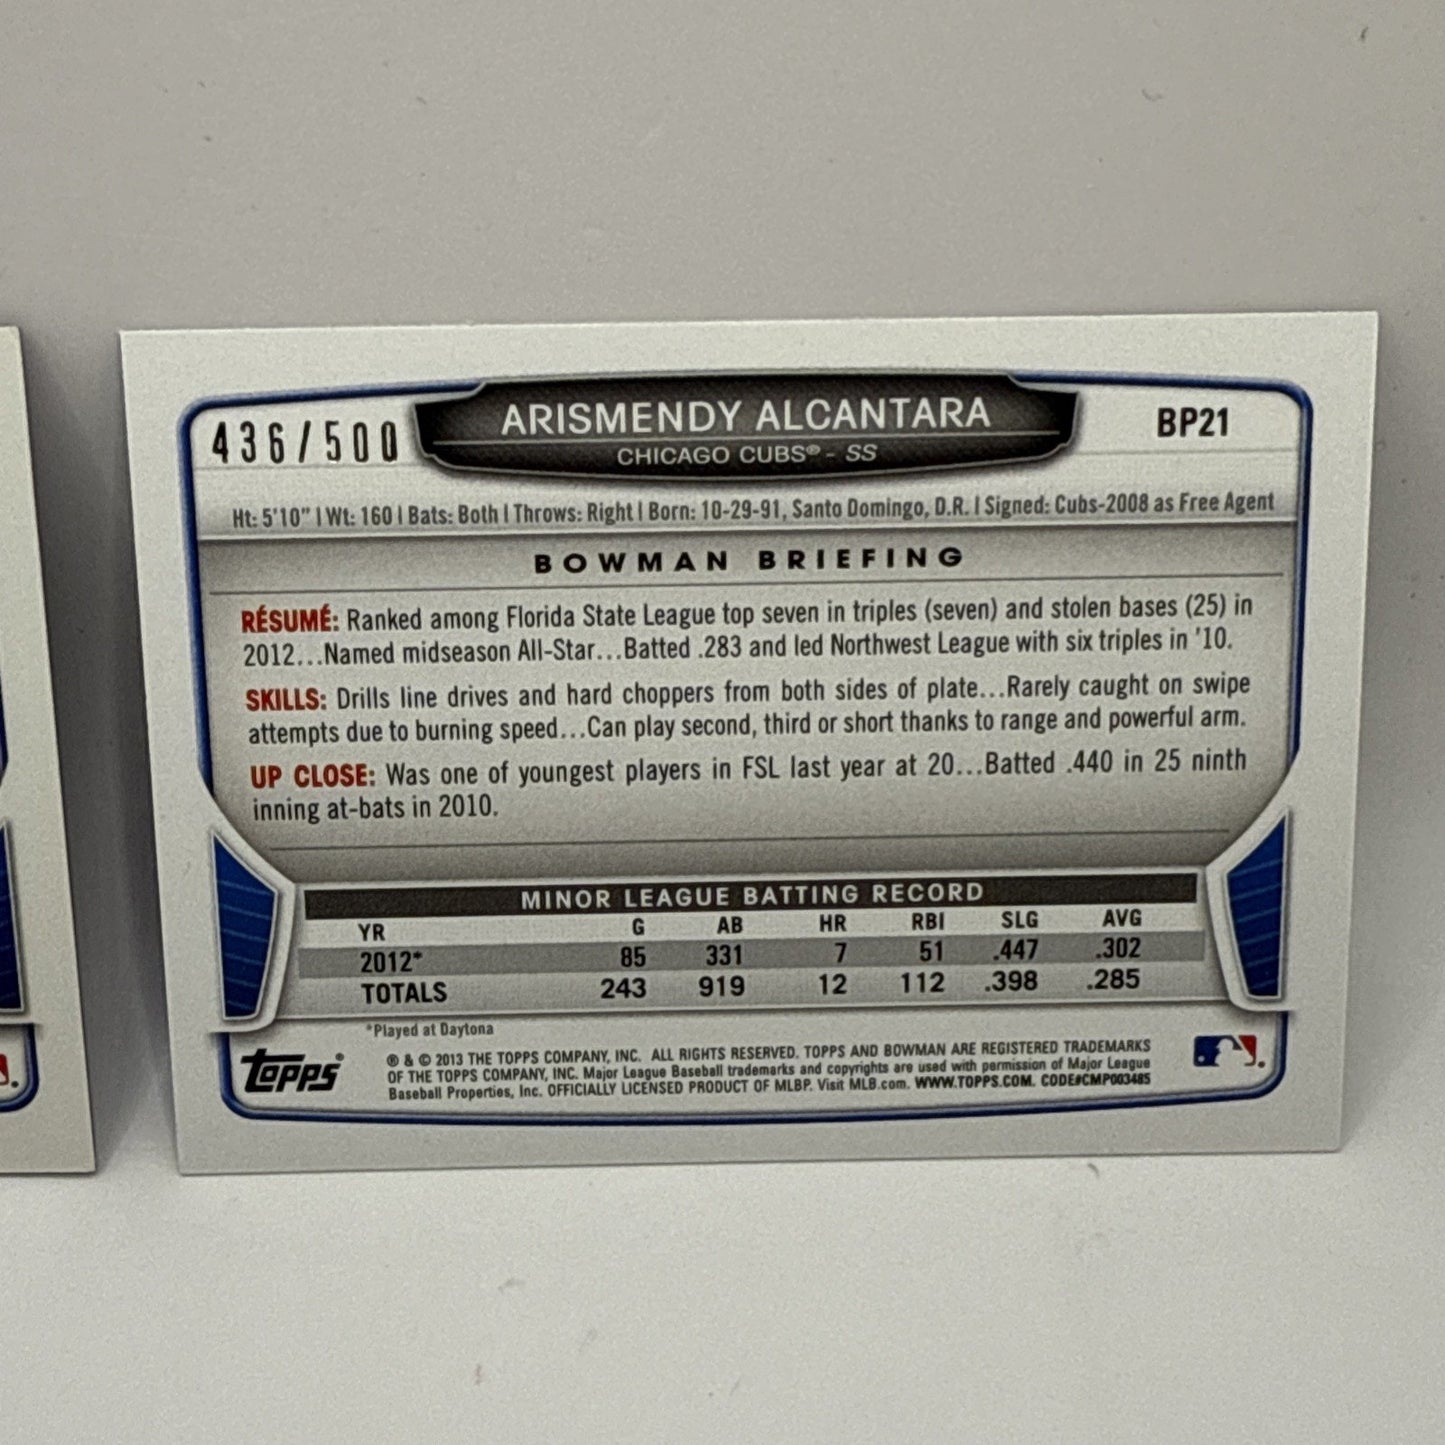 436/500
ARISMENDY ALCANTARA
CHICAGO CUBS® - SS
BP21
Ht: 5'10" | Wt: 160 | Bats: Both | Throws: Right | Born: 10-29-91, Santo Domingo, D.R. | Signed: Cubs-2008 as Free Agent
BOWMAN BRIEFING
RÉSUMÉ: Ranked among Florida State League top seven in triples (seven) and stolen bases (25) in
2012...Named midseason All-Star...Batted .283 and led Northwest League with six triples in '10.
SKILLS: Drills line drives and hard choppers from both sides of plate...Rarely caught on swipe
attempts due to burning speed...Can play second, third or short thanks to range and powerful arm.
UP CLOSE: Was one of youngest players in FSL last year at 20...Batted .440 in 25 ninth
inning at-bats in 2010.
MINOR LEAGUE BATTING RECORD
YR G AB HR RBI SLG AVG
2012* 85 331 7 51 .447 .302
TOTALS 243 919 12 112 .398 .285
*Played at Daytona
Topps®
® & © 2013 THE TOPPS COMPANY, INC. ALL RIGHTS RESERVED. TOPPS AND BOWMAN ARE REGISTERED TRADEMARKS
OF THE TOPPS COMPANY, INC. Major League Baseball trademarks and copyrights are used with permission of Major League
Baseball Properties, Inc. OFFICIALLY LICENSED PRODUCT OF MLBP. Visit MLB.com. WWW.TOPPS.COM. CODE#CMP003485